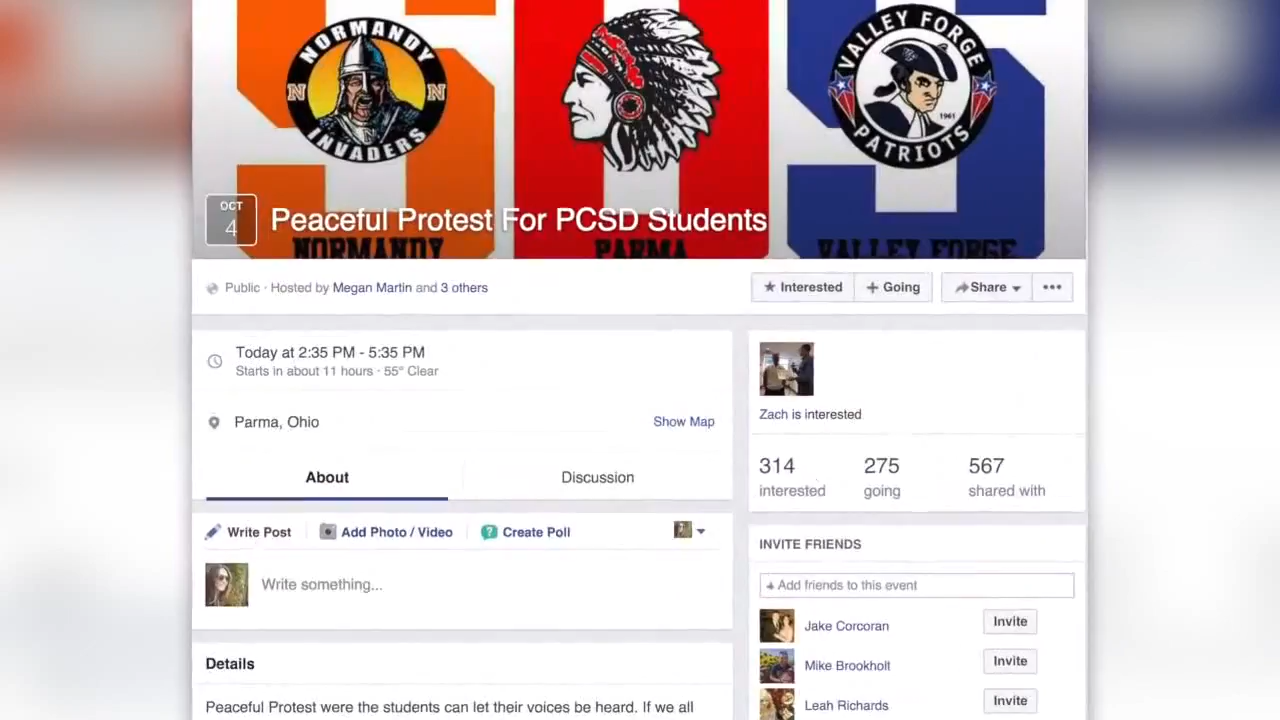 NORMANDY
N N
INVADERS
VALLEY FORGE
1961
PATRIOTS
OCT
4
Peaceful Protest For PCSD Students
NORMANDY
PARMA
VALLEY FORGE
Public · Hosted by Megan Martin and 3 others
Interested
Going
Share
Today at 2:35 PM - 5:35 PM
Starts in about 11 hours · 55° Clear
Parma, Ohio
Show Map
About
Discussion
Write Post
Add Photo / Video
Create Poll
Write something...
Details
Peaceful Protest were the students can let their voices be heard. If we all
Zach is interested
314 275 567
interested going shared with
INVITE FRIENDS
+ Add friends to this event
Jake Corcoran Invite
Mike Brookholt Invite
Leah Richards Invite